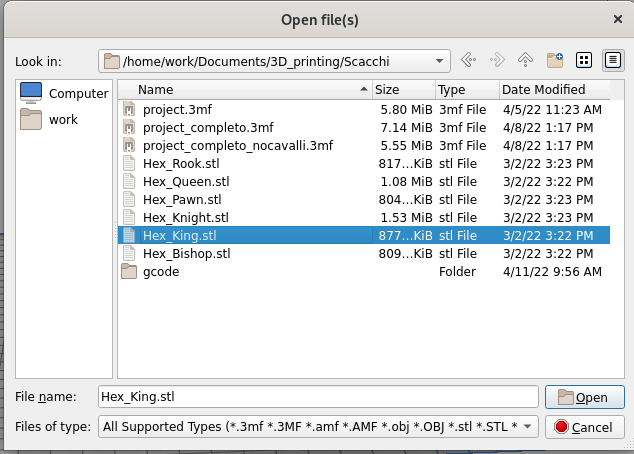 Open file(s)
Look in: /home/work/Documents/3D_printing/Scacchi
Computer
work
Name Size Type Date Modified
project.3mf 5.80 MiB 3mf File 4/5/22 11:23 AM
project_completo.3mf 7.14 MiB 3mf File 4/8/22 1:17 PM
project_completo_nocavalli.3mf 5.55 MiB 3mf File 4/8/22 1:17 PM
Hex_Rook.stl 817...KiB stl File 3/2/22 3:23 PM
Hex_Queen.stl 1.08 MiB stl File 3/2/22 3:22 PM
Hex_Pawn.stl 804...KiB stl File 3/2/22 3:23 PM
Hex_Knight.stl 1.53 MiB stl File 3/2/22 3:23 PM
Hex_King.stl 877...KiB stl File 3/2/22 3:22 PM
Hex_Bishop.stl 809...KiB stl File 3/2/22 3:22 PM
gcode Folder 4/11/22 9:56 AM
File name: Hex_King.stl Open
Files of type: All Supported Types (*.3mf *.3MF *.amf *.AMF *.obj *.OBJ *.stl *.STL * Cancel